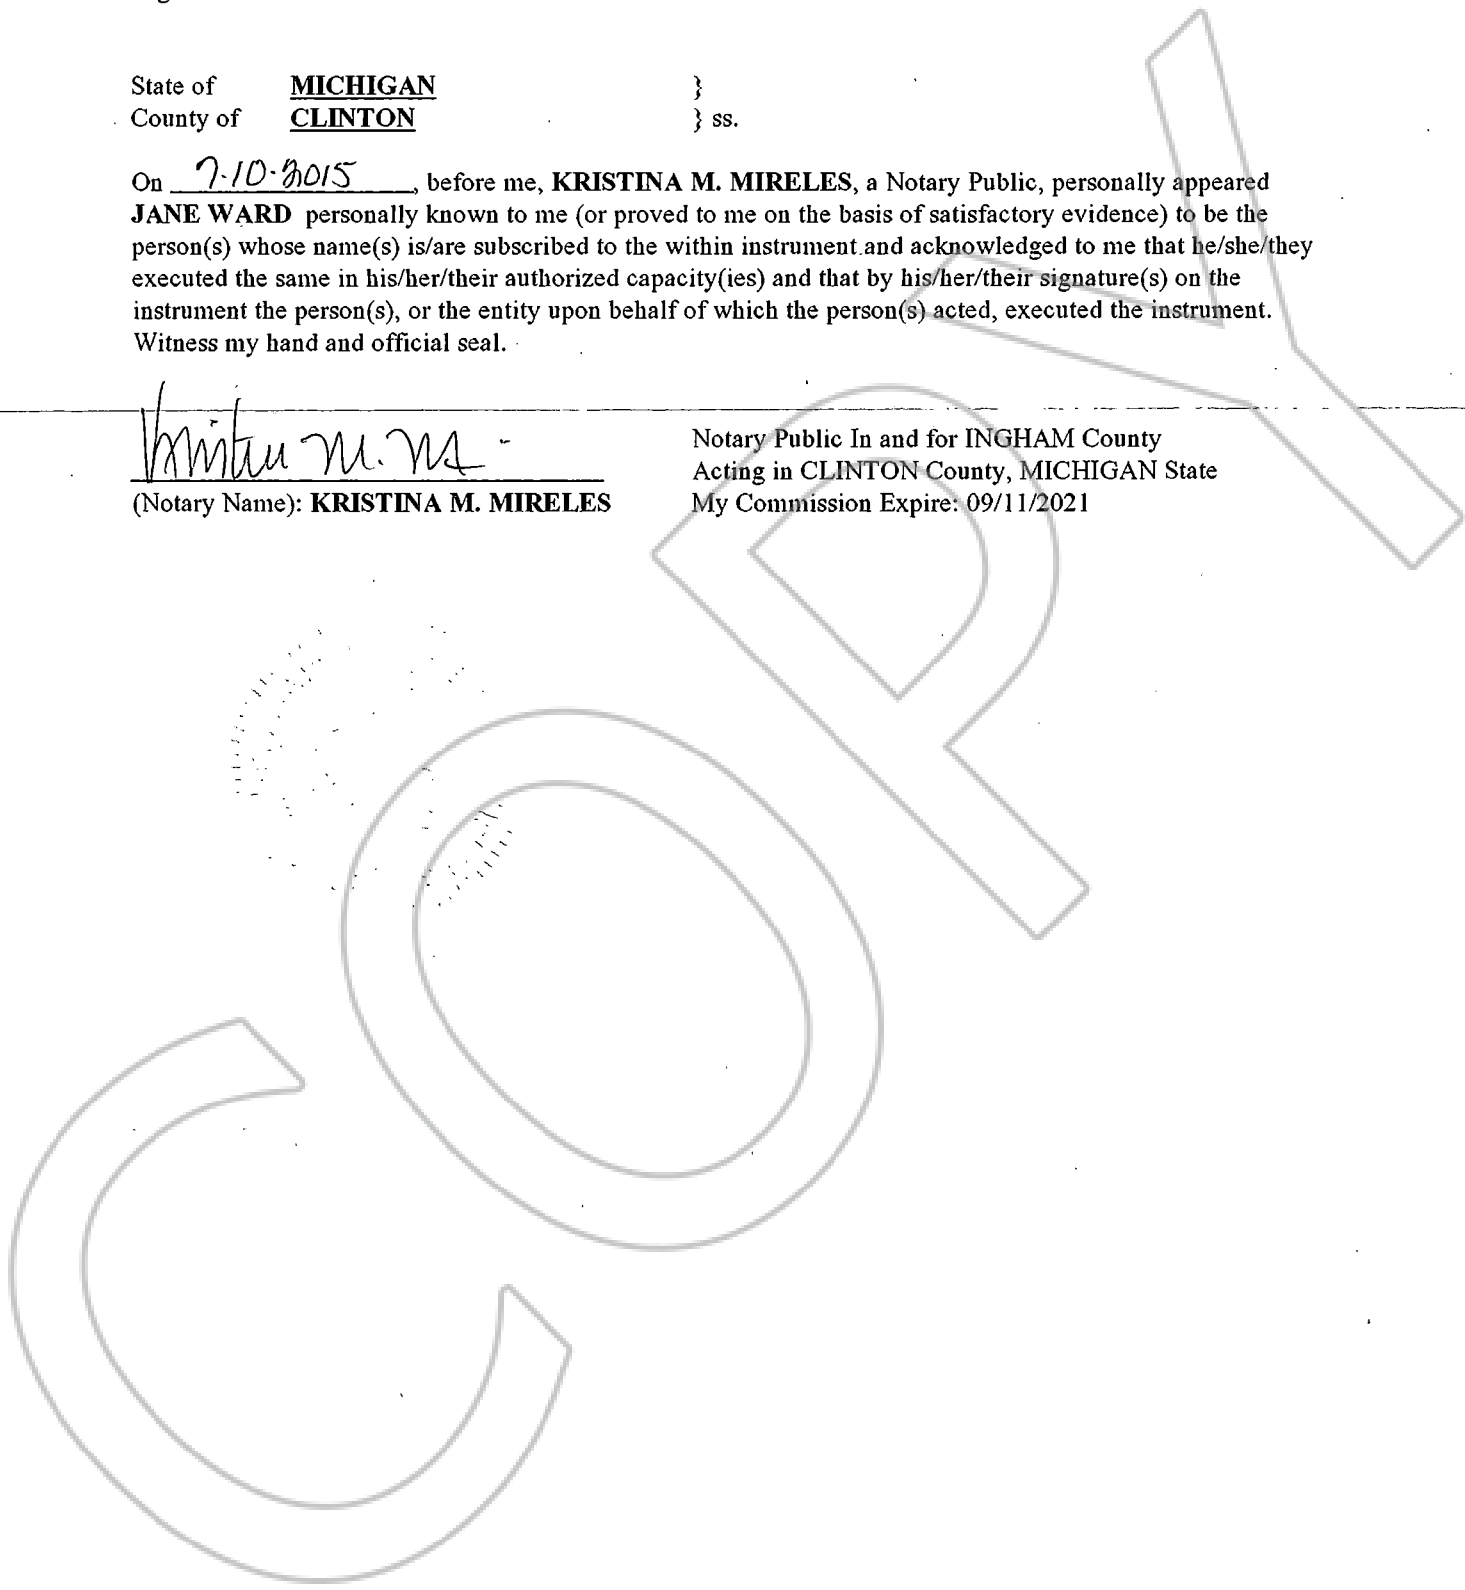 State of MICHIGAN }
County of CLINTON } ss.
On 7-10-2015, before me, KRISTINA M. MIRELES, a Notary Public, personally appeared
JANE WARD personally known to me (or proved to me on the basis of satisfactory evidence) to be the
person(s) whose name(s) is/are subscribed to the within instrument and acknowledged to me that he/she/they
executed the same in his/her/their authorized capacity(ies) and that by his/her/their signature(s) on the
instrument the person(s), or the entity upon behalf of which the person(s) acted, executed the instrument.
Witness my hand and official seal.
Notary Public In and for INGHAM County
Acting in CLINTON County, MICHIGAN State
(Notary Name): KRISTINA M. MIRELES My Commission Expire: 09/11/2021
COPY